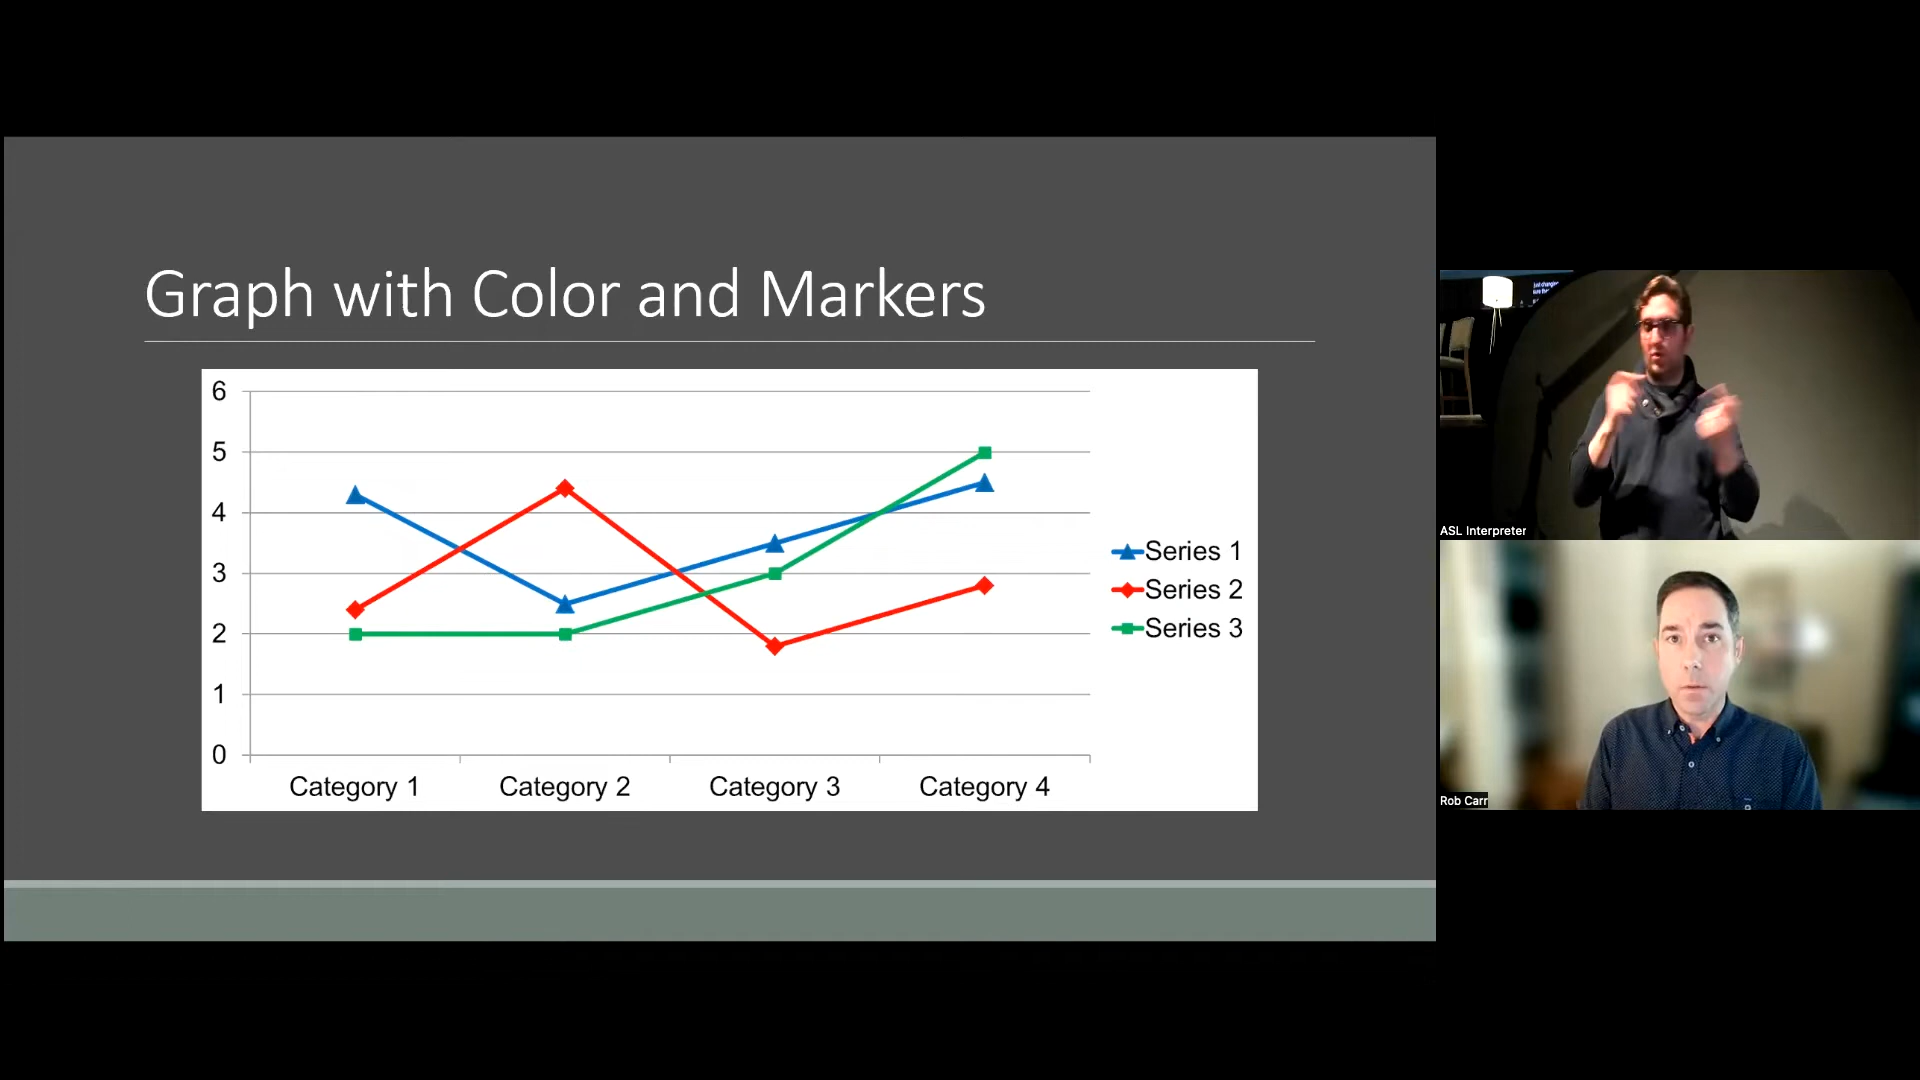 Graph with Color and Markers
6
5
4
3
2
1
0
Category 1 Category 2 Category 3 Category 4
Series 1
Series 2
Series 3
ASL Interpreter
Rob Carr